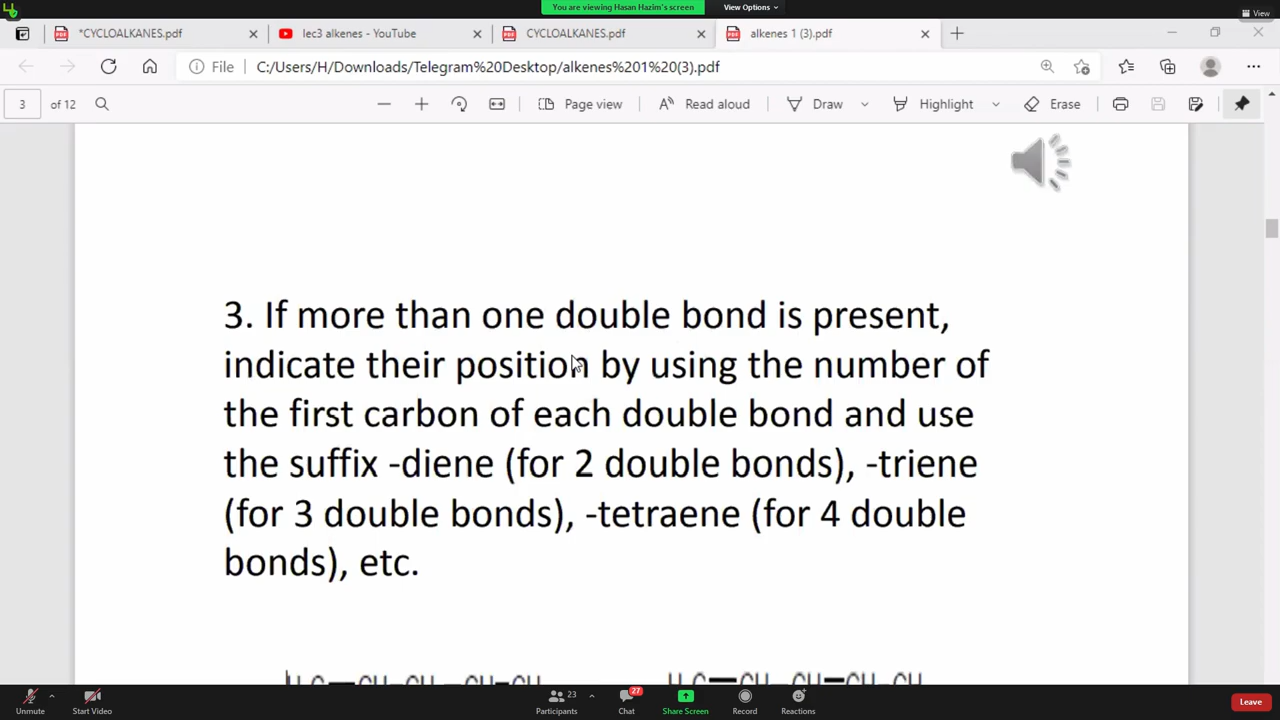 You are viewing Hasan Hazim's screen
View Options
View
*CYCLOALKANES.pdf
lec3 alkenes - YouTube
CYCLOALKANES.pdf
alkenes 1 (3).pdf
File
C:/Users/H/Downloads/Telegram%20Desktop/alkenes%201%20(3).pdf
3 of 12
Page view
Read aloud
Draw
Highlight
Erase
3. If more than one double bond is present,
indicate their position by using the number of
the first carbon of each double bond and use
the suffix -diene (for 2 double bonds), -triene
(for 3 double bonds), -tetraene (for 4 double
bonds), etc.
Unmute
Start Video
23
Participants
27
Chat
Share Screen
Record
Reactions
Leave